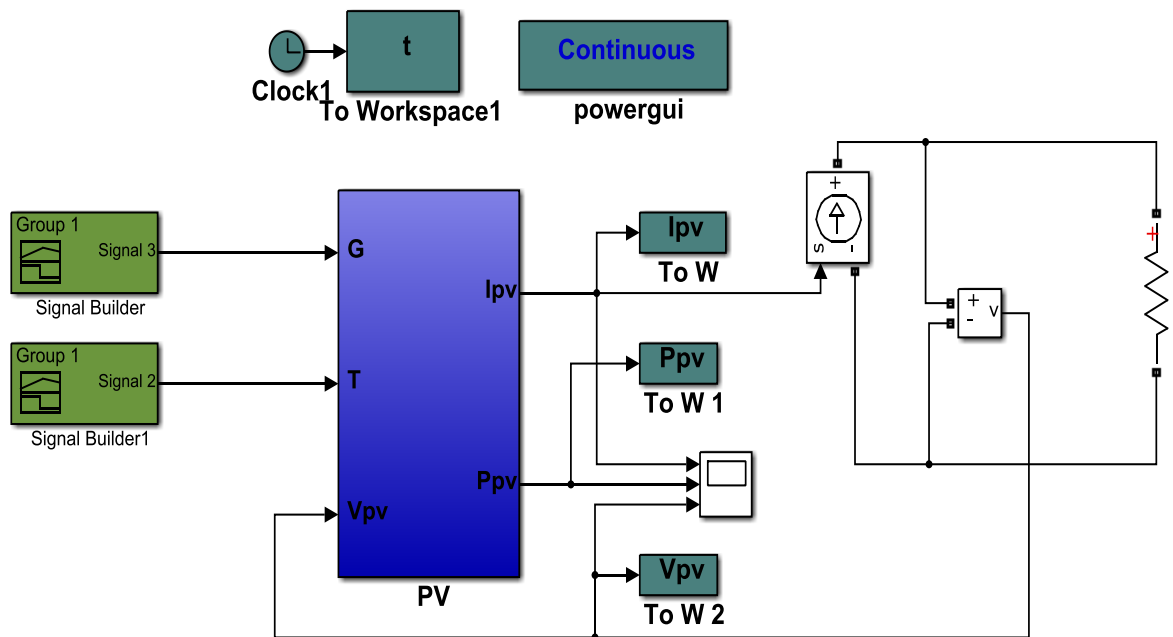 t
Continuous
Clock1
To Workspace1
powergui
Group 1
Signal 3
Signal Builder
Group 1
Signal 2
Signal Builder1
G
T
Vpv
Ipv
Ppv
PV
Ipv
To W
Ppv
To W 1
Vpv
To W 2
+
s
-
+
-
v
+